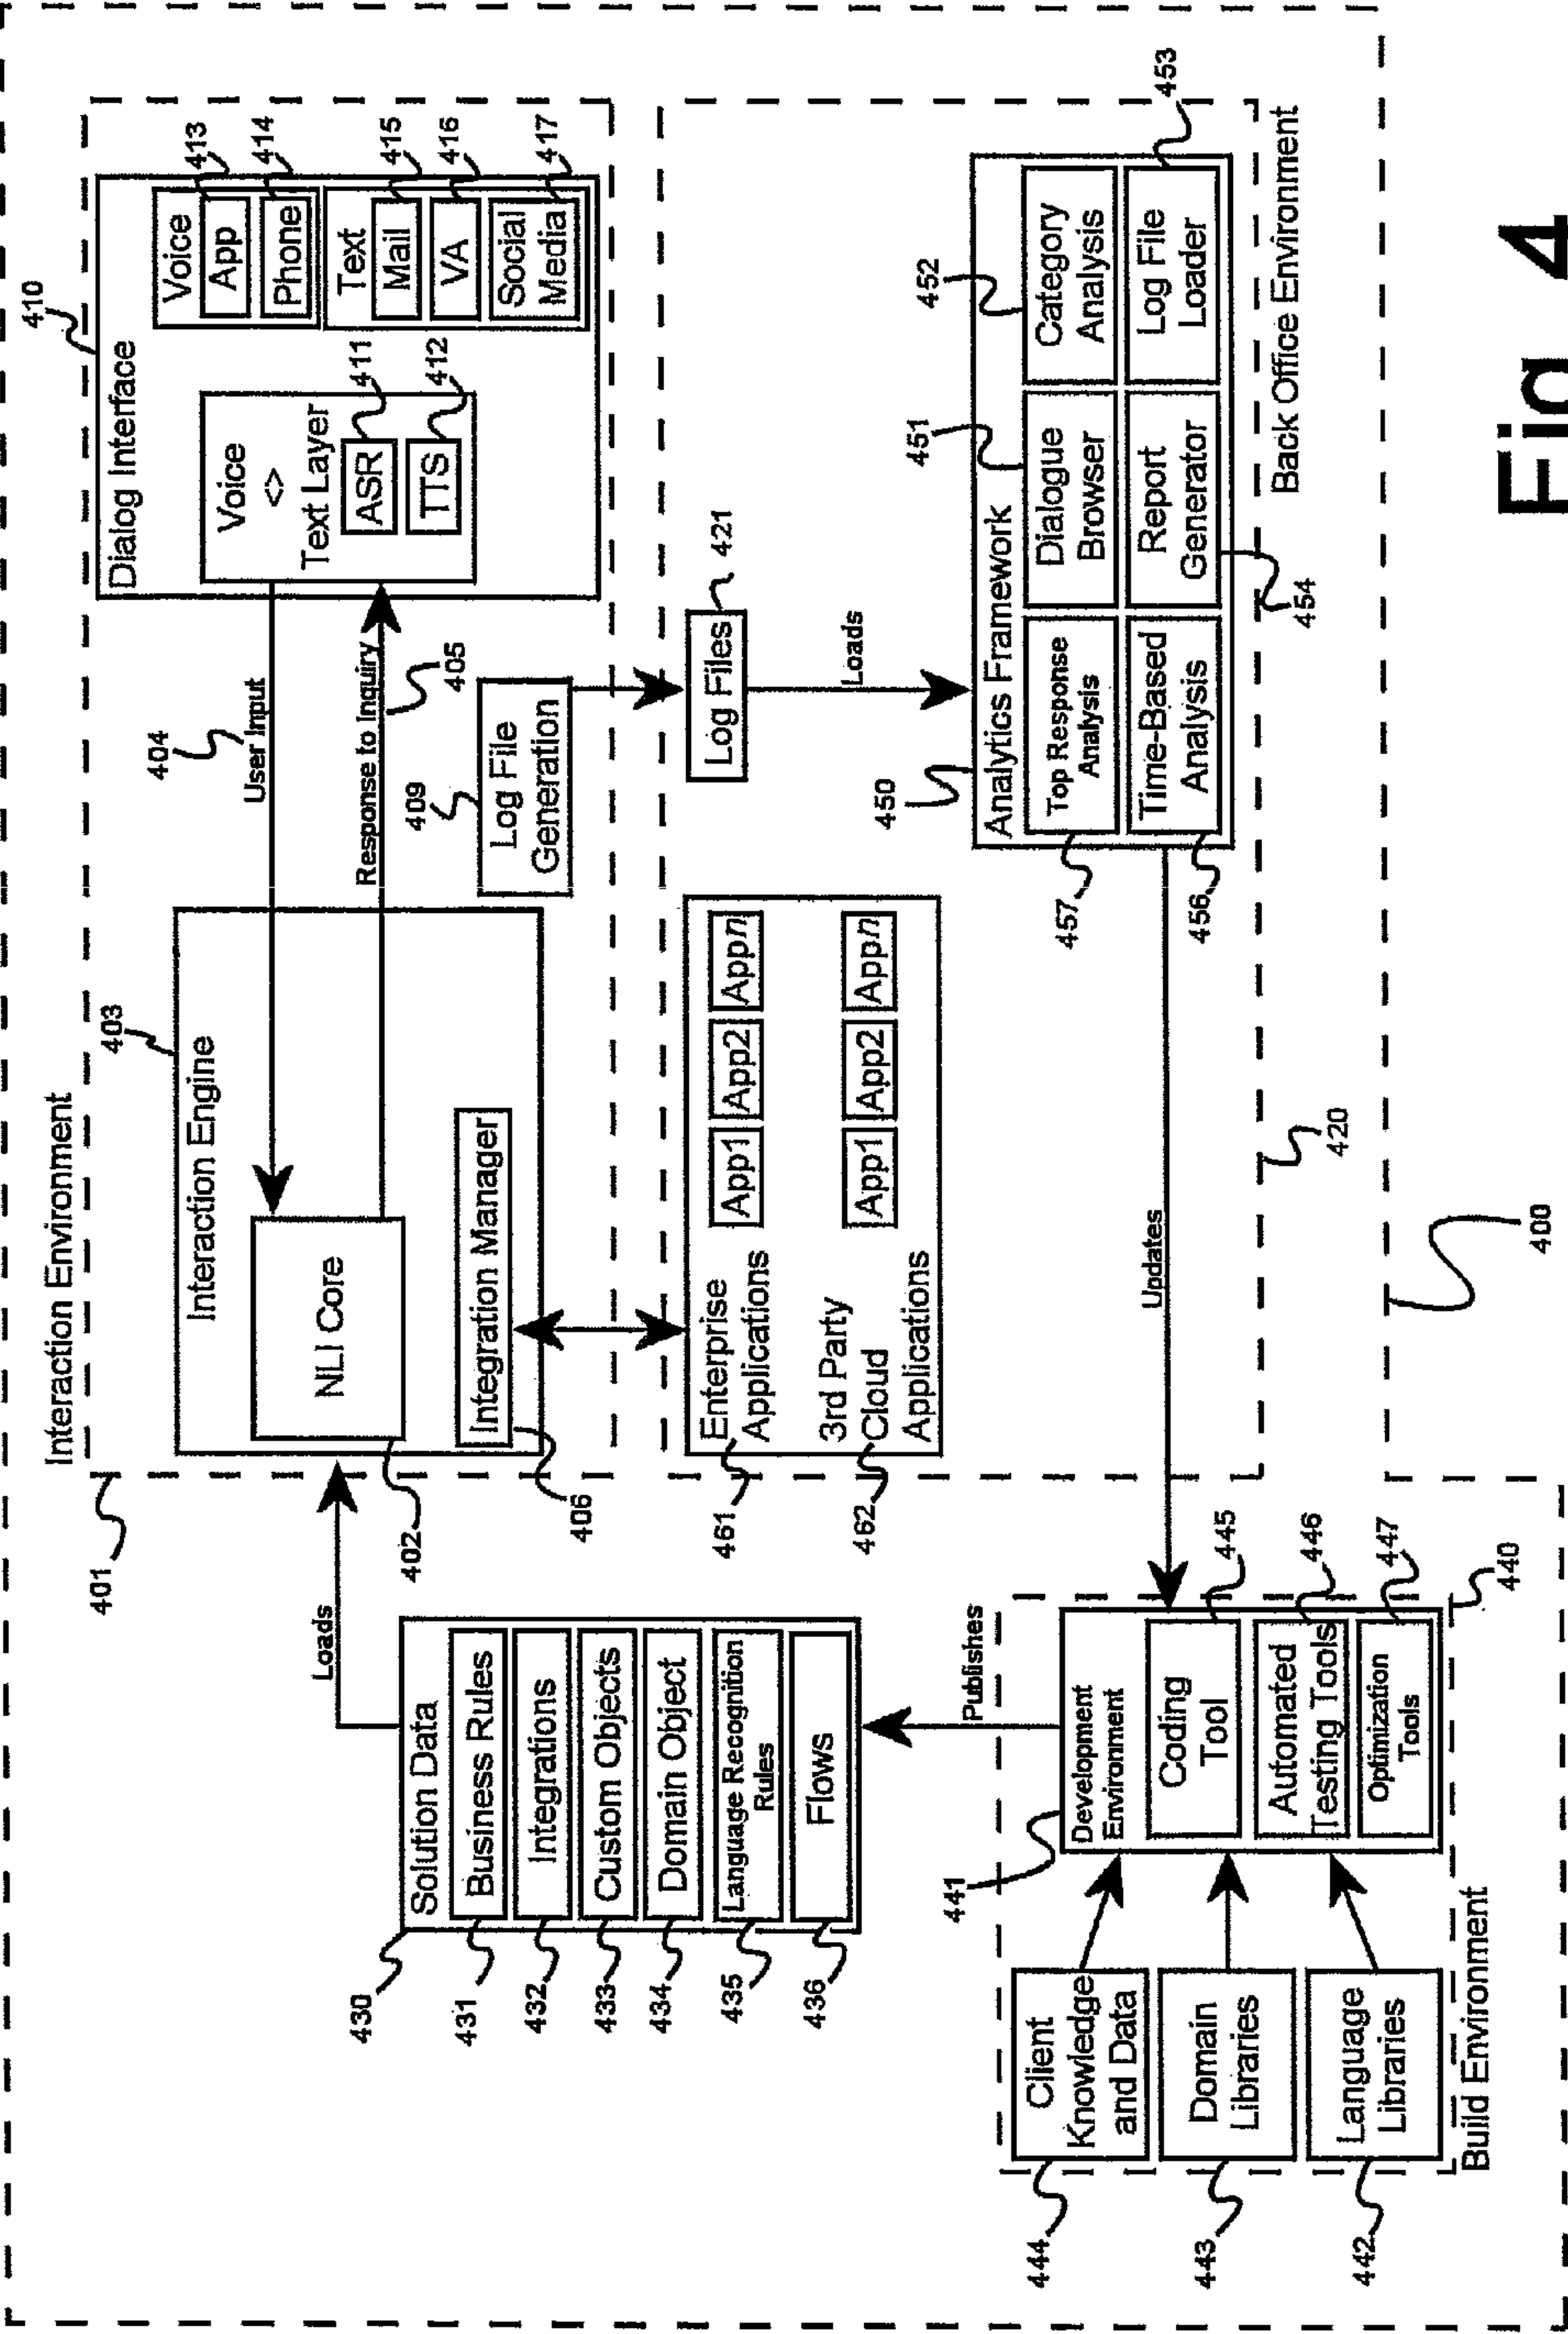 Interaction Environment
401
403
Interaction Engine
NLI Core
402
Integration Manager
406
404
User Input
Response to Inquiry
405
409
Log File
Generation
410
Dialog Interface
Voice
<>
Text Layer
ASR
411
TTS
412
Voice
App
413
Phone
414
Text
Mail
415
VA
416
Social
Media
417
Loads
430
Solution Data
Business Rules
431
Integrations
432
Custom Objects
433
Domain Object
434
Language Recognition
Rules
435
Flows
436
Enterprise
Applications
461
App1
App2
Appn
3rd Party
Cloud
Applications
462
App1
App2
Appn
Log Files
421
Loads
450
Analytics Framework
Top Response
Analysis
457
Dialogue
Browser
451
Category
Analysis
452
Time-Based
Analysis
456
Report
Generator
454
Log File
Loader
453
Back Office Environment
420
Updates
Publishes
441
Development
Environment
Coding
Tool
445
Automated
Testing Tools
446
Optimization
Tools
447
440
Client
Knowledge
and Data
444
Domain
Libraries
443
Language
Libraries
442
Build Environment
400
Fig 4